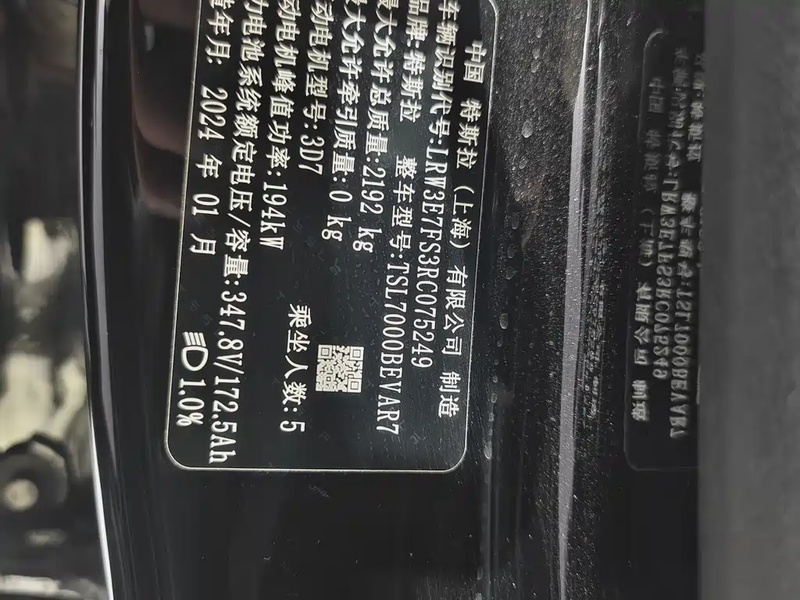 中国 特斯拉 (上海) 有限公司 制造
车辆识别代号:LRW3E7FS3RC075249
品牌:特斯拉 整车型号:TSL7000BEVAR7
最大允许总质量:2192 kg
最大允许牵引质量:0 kg
动电机型号:3D7 乘坐人数:5
动电机峰值功率:194kW
力电池系统额定电压/容量:347.8V/172.5Ah
造年月: 2024 年 01 月 1.0%